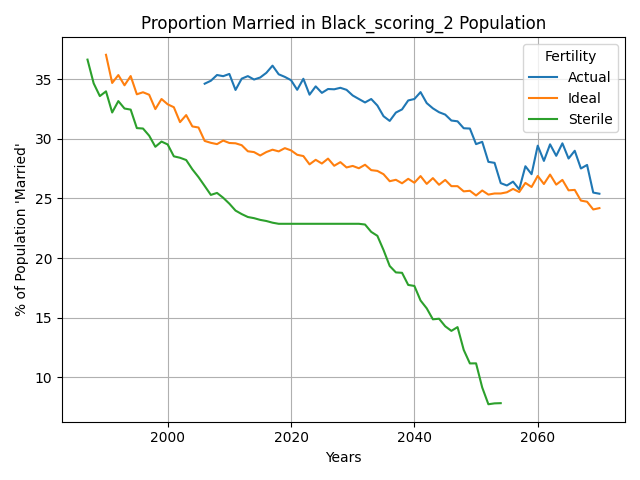 Proportion Married in Black_scoring_2 Population
Fertility
Actual
Ideal
Sterile
% of Population 'Married'
35
30
25
20
15
10
2000
2020
2040
2060
Years